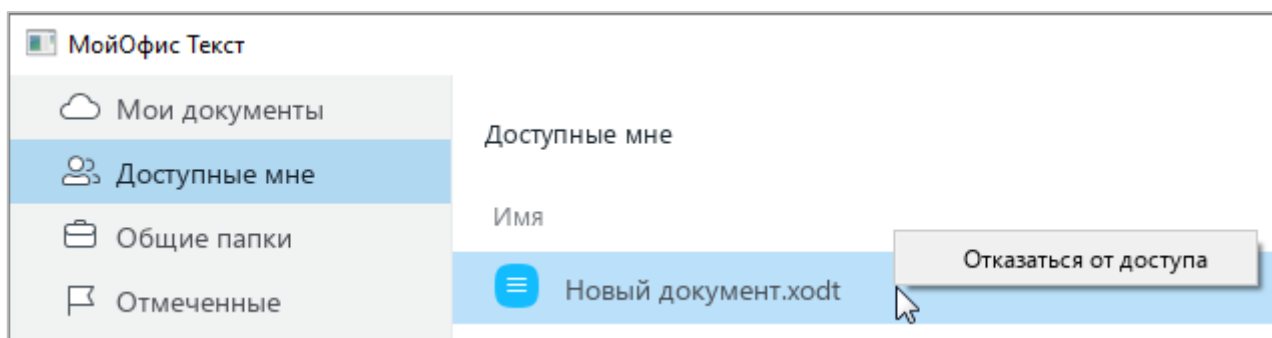 МойОфис Текст
Мои документы
Доступные мне
Общие папки
Отмеченные
Доступные мне
Имя
Новый документ.xodt
Отказаться от доступа